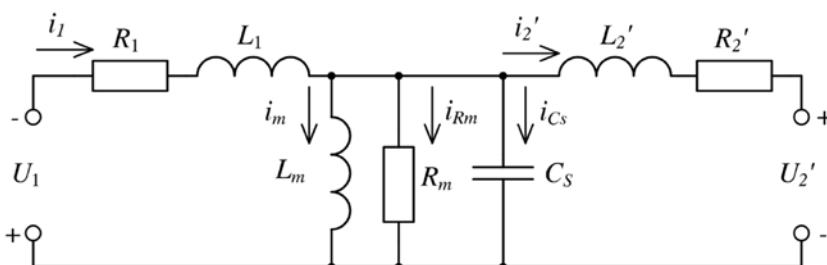 i1 R1 L1 i2' L2' R2'
- im iRm iCs +
U1 Lm Rm CS U2'
+ -